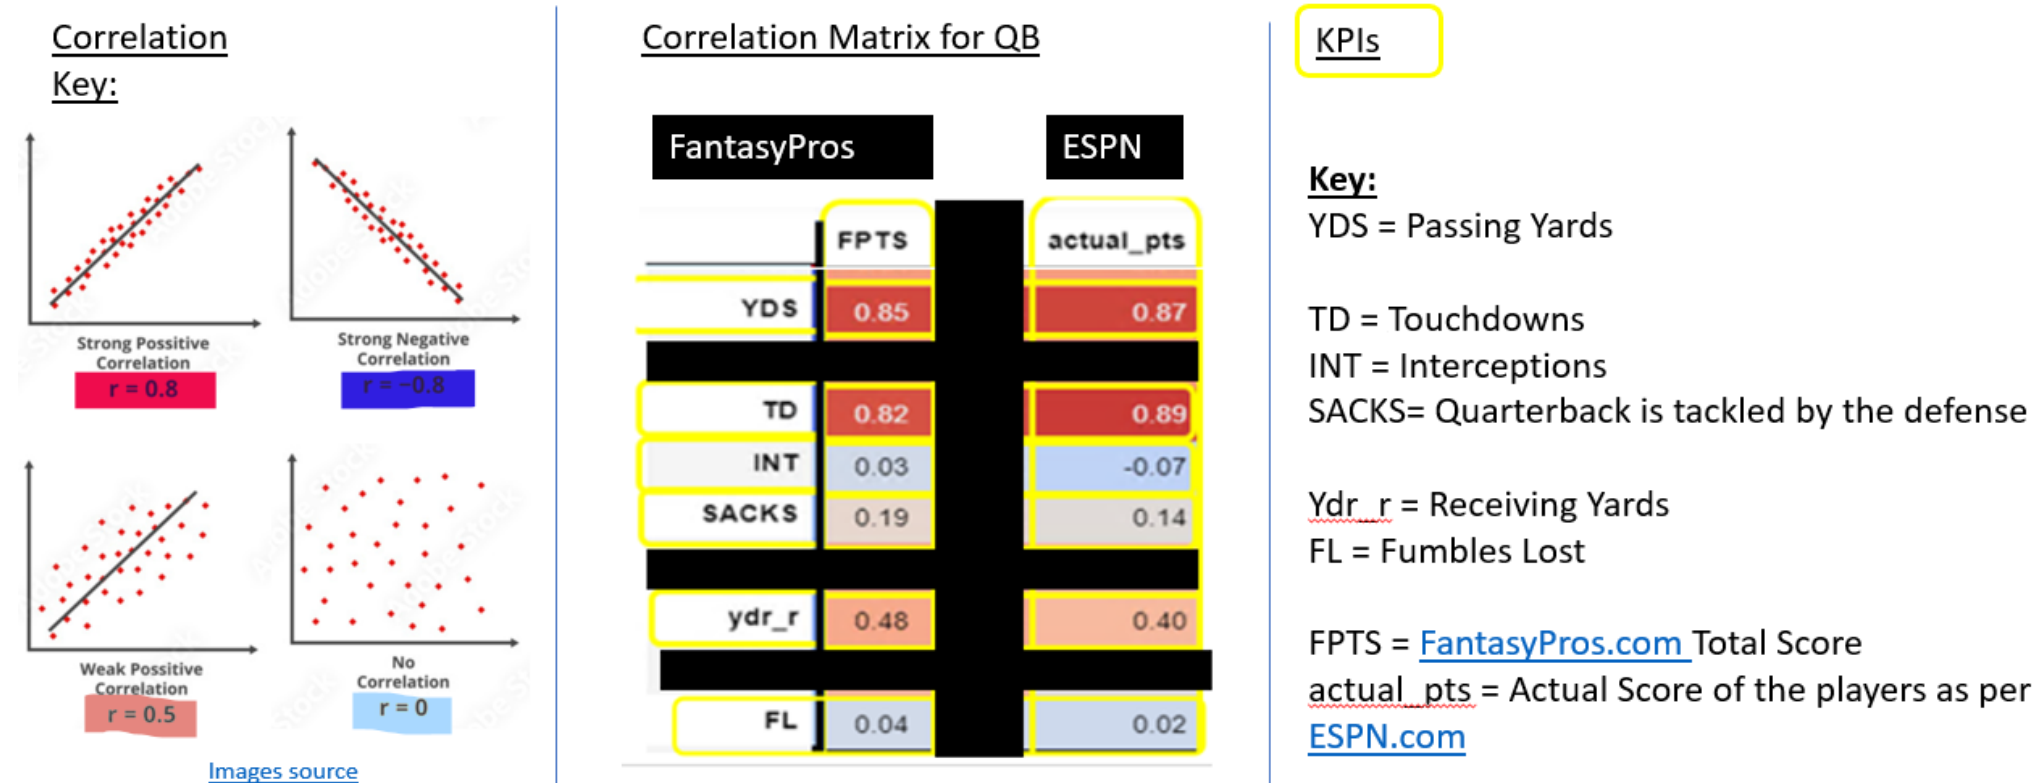 Correlation
Key:
Strong Possitive
Correlation
r = 0.8
Strong Negative
Correlation
r = −0.8
Weak Possitive
Correlation
r = 0.5
No
Correlation
r = 0
Images source
Correlation Matrix for QB
FantasyPros ESPN
FPTS actual_pts
YDS 0.85 0.87
TD 0.82 0.89
INT 0.03 -0.07
SACKS 0.19 0.14
ydr_r 0.48 0.40
FL 0.04 0.02
KPIs
Key:
YDS = Passing Yards
TD = Touchdowns
INT = Interceptions
SACKS= Quarterback is tackled by the defense
Ydr_r = Receiving Yards
FL = Fumbles Lost
FPTS = FantasyPros.com Total Score
actual_pts = Actual Score of the players as per
ESPN.com